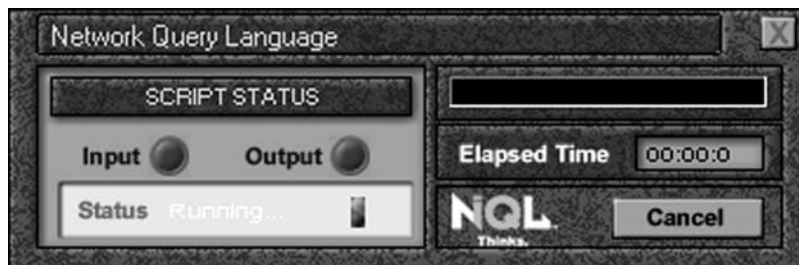 Network Query Language
X
SCRIPT STATUS
Input
Output
Status Running...
Elapsed Time 00:00:0
NQL
Thinks.
Cancel